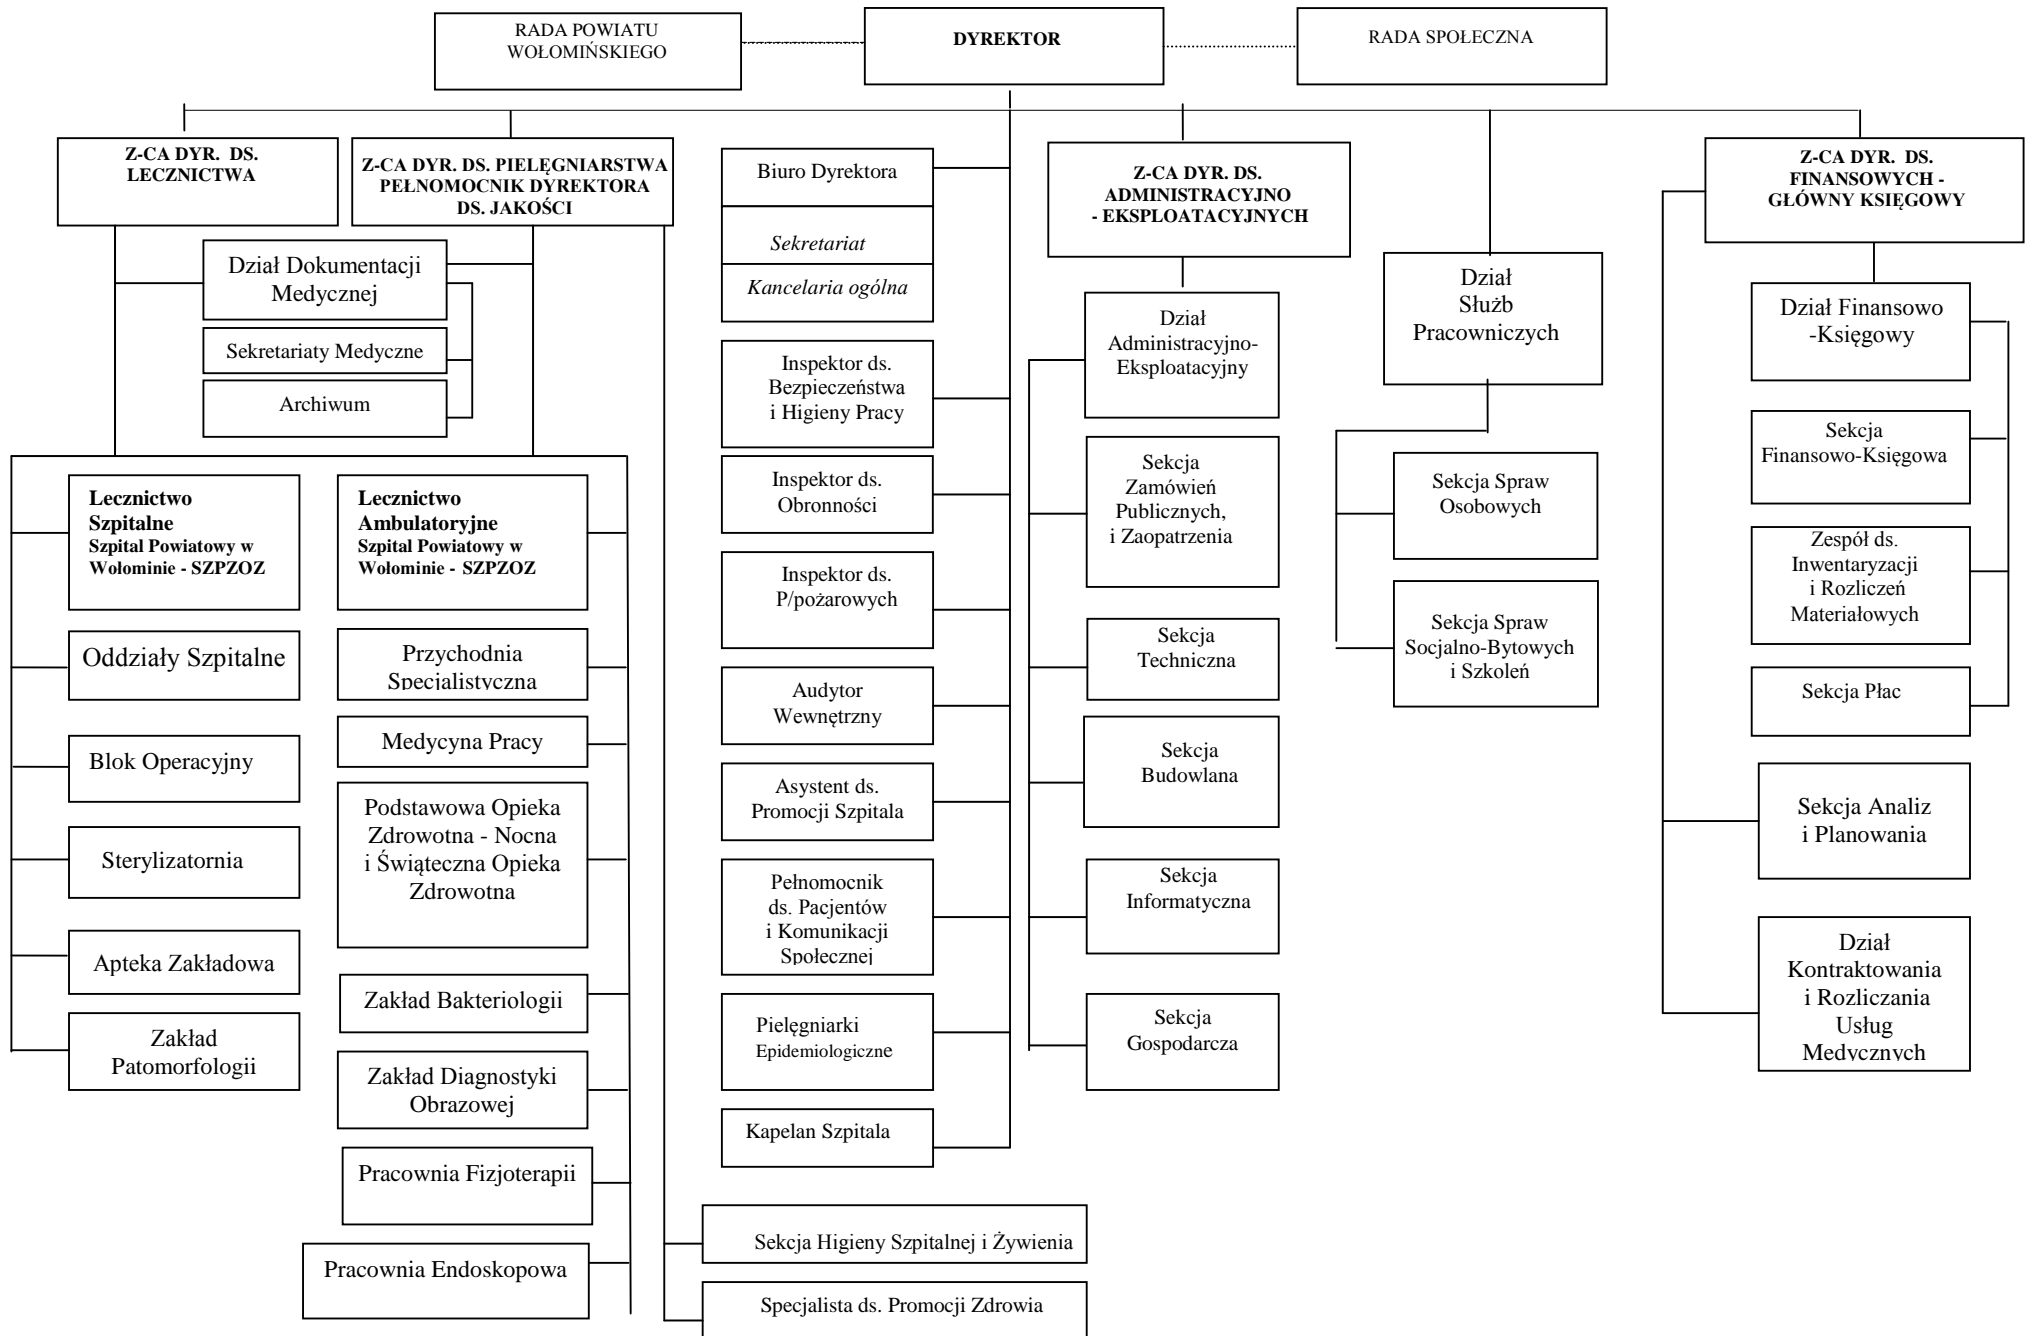 RADA POWIATU
WOŁOMIŃSKIEGO
DYREKTOR
RADA SPOŁECZNA
Z-CA DYR. DS.
LECZNICTWA
Z-CA DYR. DS. PIELĘGNIARSTWA
PEŁNOMOCNIK DYREKTORA
DS. JAKOŚCI
Dział Dokumentacji
Medycznej
Sekretariaty Medyczne
Archiwum
Lecznictwo
Szpitalne
Szpital Powiatowy w
Wołominie - SZPZOZ
Oddziały Szpitalne
Blok Operacyjny
Sterylizatornia
Apteka Zakładowa
Zakład
Patomorfologii
Lecznictwo
Ambulatoryjne
Szpital Powiatowy w
Wołominie - SZPZOZ
Przychodnia
Specjalistyczna
Medycyna Pracy
Podstawowa Opieka
Zdrowotna - Nocna
i Świąteczna Opieka
Zdrowotna
Zakład Bakteriologii
Zakład Diagnostyki
Obrazowej
Pracownia Fizjoterapii
Pracownia Endoskopowa
Biuro Dyrektora
Sekretariat
Kancelaria ogólna
Inspektor ds.
Bezpieczeństwa
i Higieny Pracy
Inspektor ds.
Obronności
Inspektor ds.
P/pożarowych
Audytor
Wewnętrzny
Asystent ds.
Promocji Szpitala
Pełnomocnik
ds. Pacjentów
i Komunikacji
Społecznej
Pielęgniarki
Epidemiologiczne
Kapelan Szpitala
Sekcja Higieny Szpitalnej i Żywienia
Specjalista ds. Promocji Zdrowia
Z-CA DYR. DS.
ADMINISTRACYJNO
- EKSPLOATACYJNYCH
Dział
Administracyjno-
Eksploatacyjny
Sekcja
Zamówień
Publicznych,
i Zaopatrzenia
Sekcja
Techniczna
Sekcja
Budowlana
Sekcja
Informatyczna
Sekcja
Gospodarcza
Dział
Służb
Pracowniczych
Sekcja Spraw
Osobowych
Sekcja Spraw
Socjalno-Bytowych
i Szkoleń
Z-CA DYR. DS.
FINANSOWYCH -
GŁÓWNY KSIĘGOWY
Dział Finansowo
-Księgowy
Sekcja
Finansowo-Księgowa
Zespół ds.
Inwentaryzacji
i Rozliczeń
Materiałowych
Sekcja Płac
Sekcja Analiz
i Planowania
Dział
Kontraktowania
i Rozliczania
Usług
Medycznych